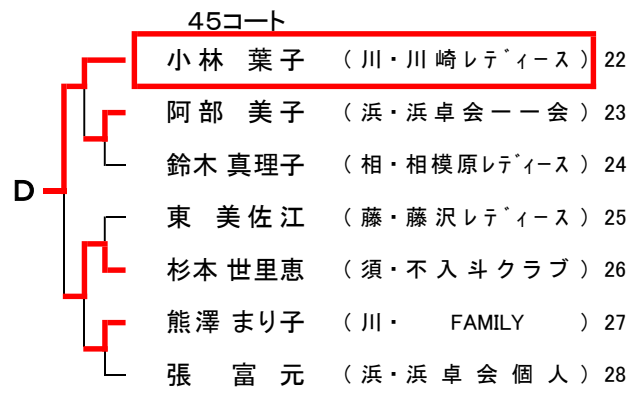 45コート
小林 葉子 (川・川崎レディース) 22
阿部 美子 (浜・浜卓会一一会) 23
鈴木 真理子 (相・相模原レディース) 24
D
東 美佐江 (藤・藤沢レディース) 25
杉本 世里恵 (須・不入斗クラブ) 26
熊澤 まり子 (川・ FAMILY ) 27
張 富元 (浜・浜卓会個人) 28